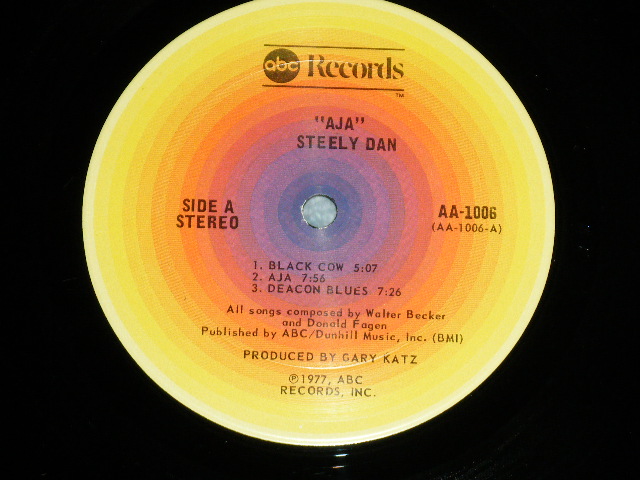 abc Records
TM
"AJA"
STEELY DAN
SIDE A
STEREO
AA-1006
(AA-1006-A)
1. BLACK COW 5:07
2. AJA 7:56
3. DEACON BLUES 7:26
All songs composed by Walter Becker
and Donald Fagen
Published by ABC/Dunhill Music, Inc. (BMI)
PRODUCED BY GARY KATZ
℗1977, ABC
RECORDS, INC.